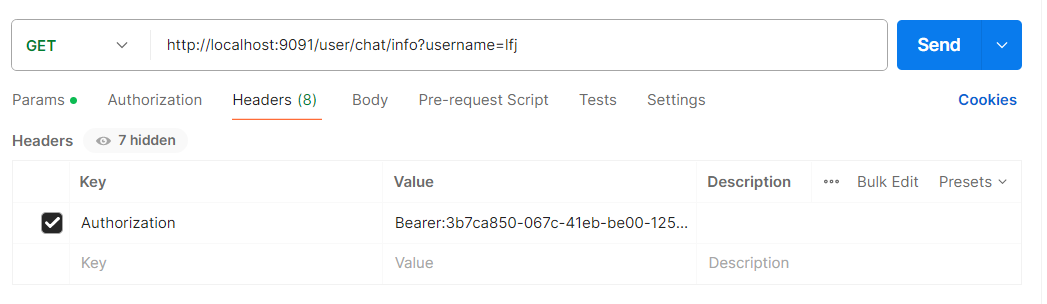 GET http://localhost:9091/user/chat/info?username=lfj Send
Params Authorization Headers (8) Body Pre-request Script Tests Settings Cookies
Headers 7 hidden
Key Value Description ••• Bulk Edit Presets
Authorization Bearer:3b7ca850-067c-41eb-be00-125...
Key Value Description